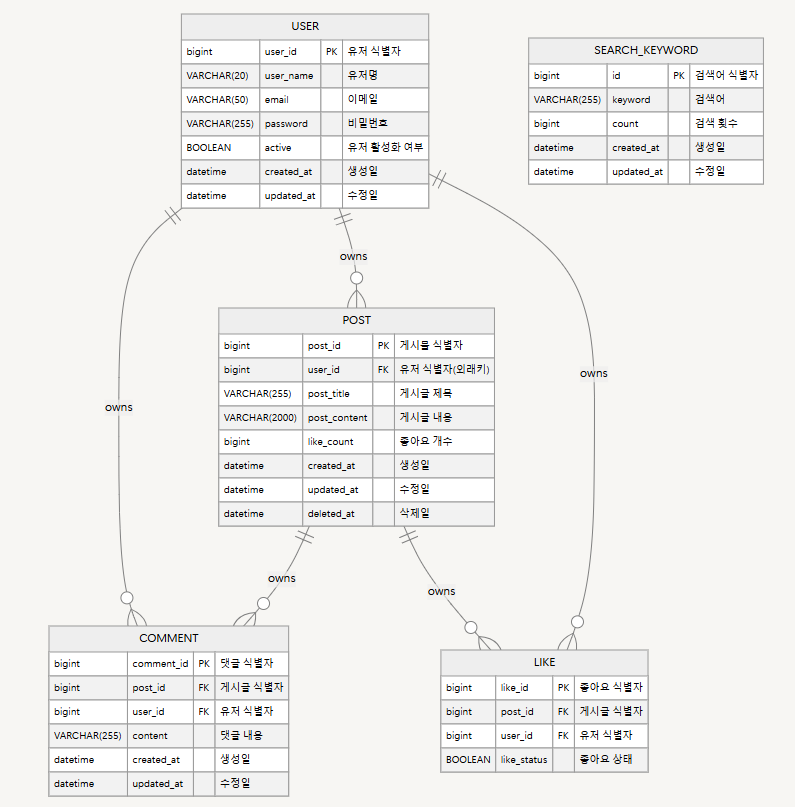 USER
bigint user_id PK 유저 식별자
VARCHAR(20) user_name 유저명
VARCHAR(50) email 이메일
VARCHAR(255) password 비밀번호
BOOLEAN active 유저 활성화 여부
datetime created_at 생성일
datetime updated_at 수정일
SEARCH_KEYWORD
bigint id PK 검색어 식별자
VARCHAR(255) keyword 검색어
bigint count 검색 횟수
datetime created_at 생성일
datetime updated_at 수정일
owns
POST
bigint post_id PK 게시물 식별자
bigint user_id FK 유저 식별자(외래키)
VARCHAR(255) post_title 게시글 제목
VARCHAR(2000) post_content 게시글 내용
bigint like_count 좋아요 개수
datetime created_at 생성일
datetime updated_at 수정일
datetime deleted_at 삭제일
owns
owns
owns
owns
COMMENT
bigint comment_id PK 댓글 식별자
bigint post_id FK 게시글 식별자
bigint user_id FK 유저 식별자
VARCHAR(255) content 댓글 내용
datetime created_at 생성일
datetime updated_at 수정일
LIKE
bigint like_id PK 좋아요 식별자
bigint post_id FK 게시글 식별자
bigint user_id FK 유저 식별자
BOOLEAN like_status 좋아요 상태